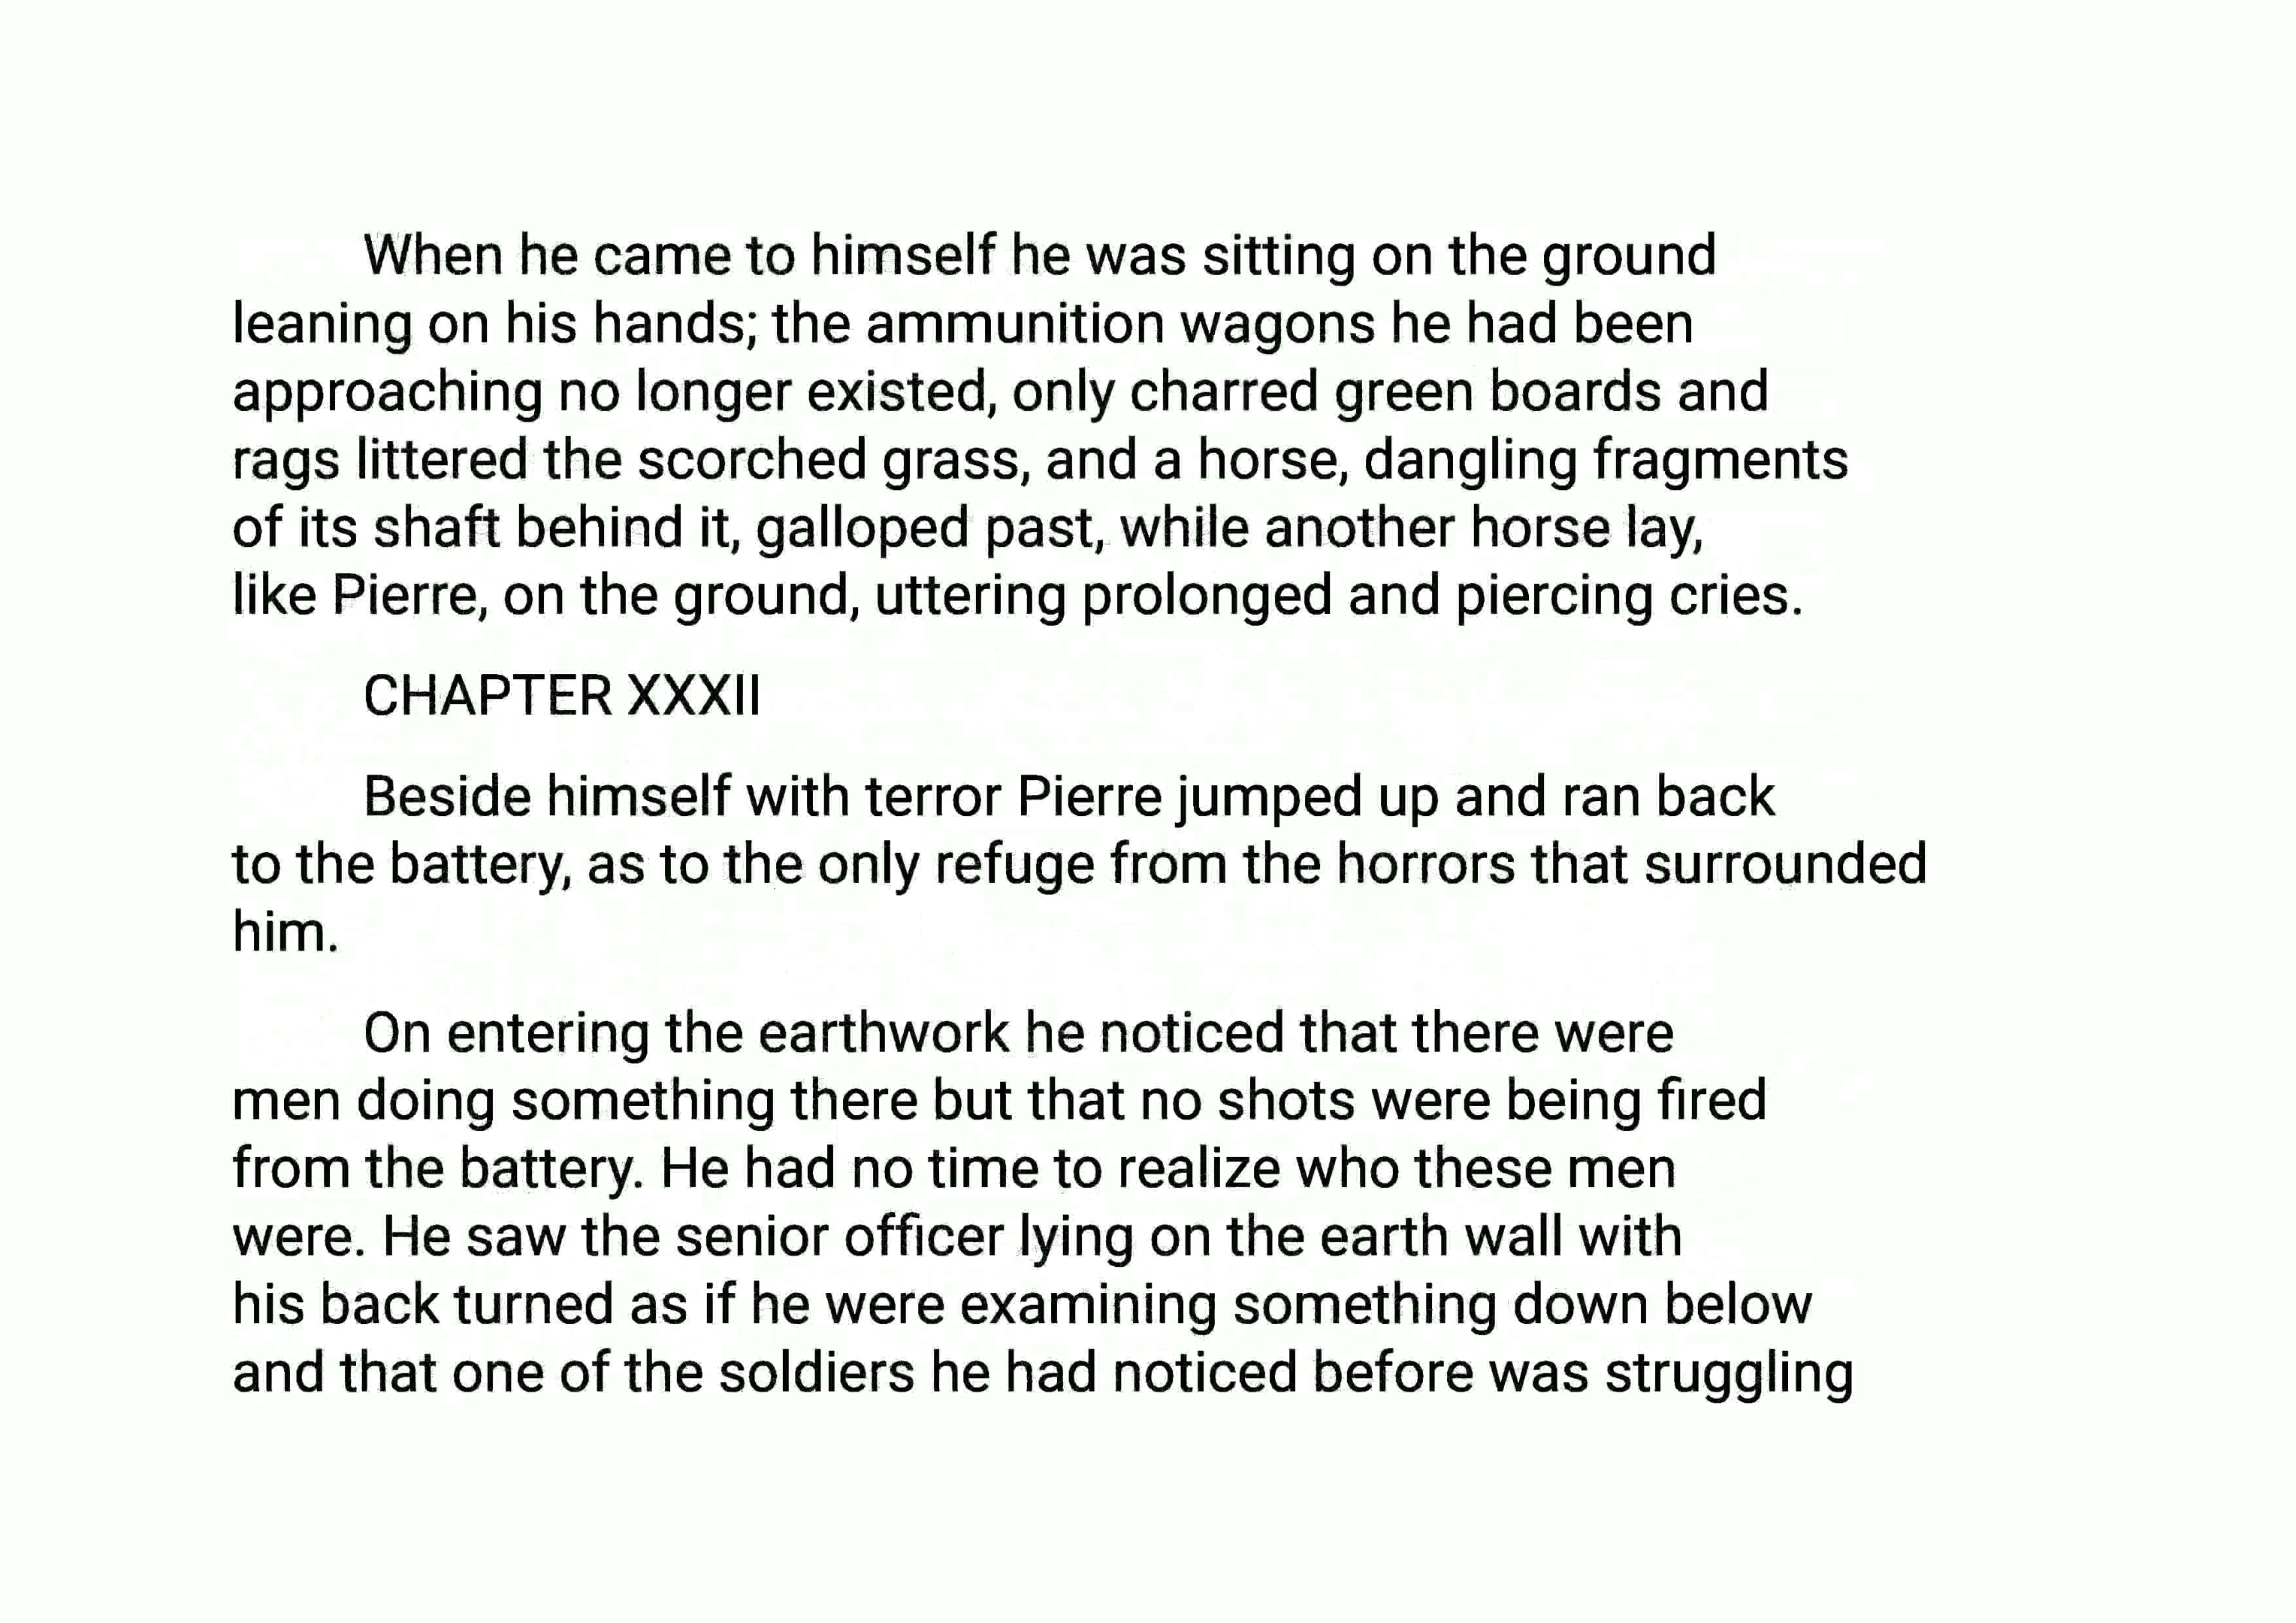 When he came to himself he was sitting on the ground
leaning on his hands; the ammunition wagons he had been
approaching no longer existed, only charred green boards and
rags littered the scorched grass, and a horse, dangling fragments
of its shaft behind it, galloped past, while another horse lay,
like Pierre, on the ground, uttering prolonged and piercing cries.
CHAPTER XXXII
Beside himself with terror Pierre jumped up and ran back
to the battery, as to the only refuge from the horrors that surrounded
him.
On entering the earthwork he noticed that there were
men doing something there but that no shots were being fired
from the battery. He had no time to realize who these men
were. He saw the senior officer lying on the earth wall with
his back turned as if he were examining something down below
and that one of the soldiers he had noticed before was struggling